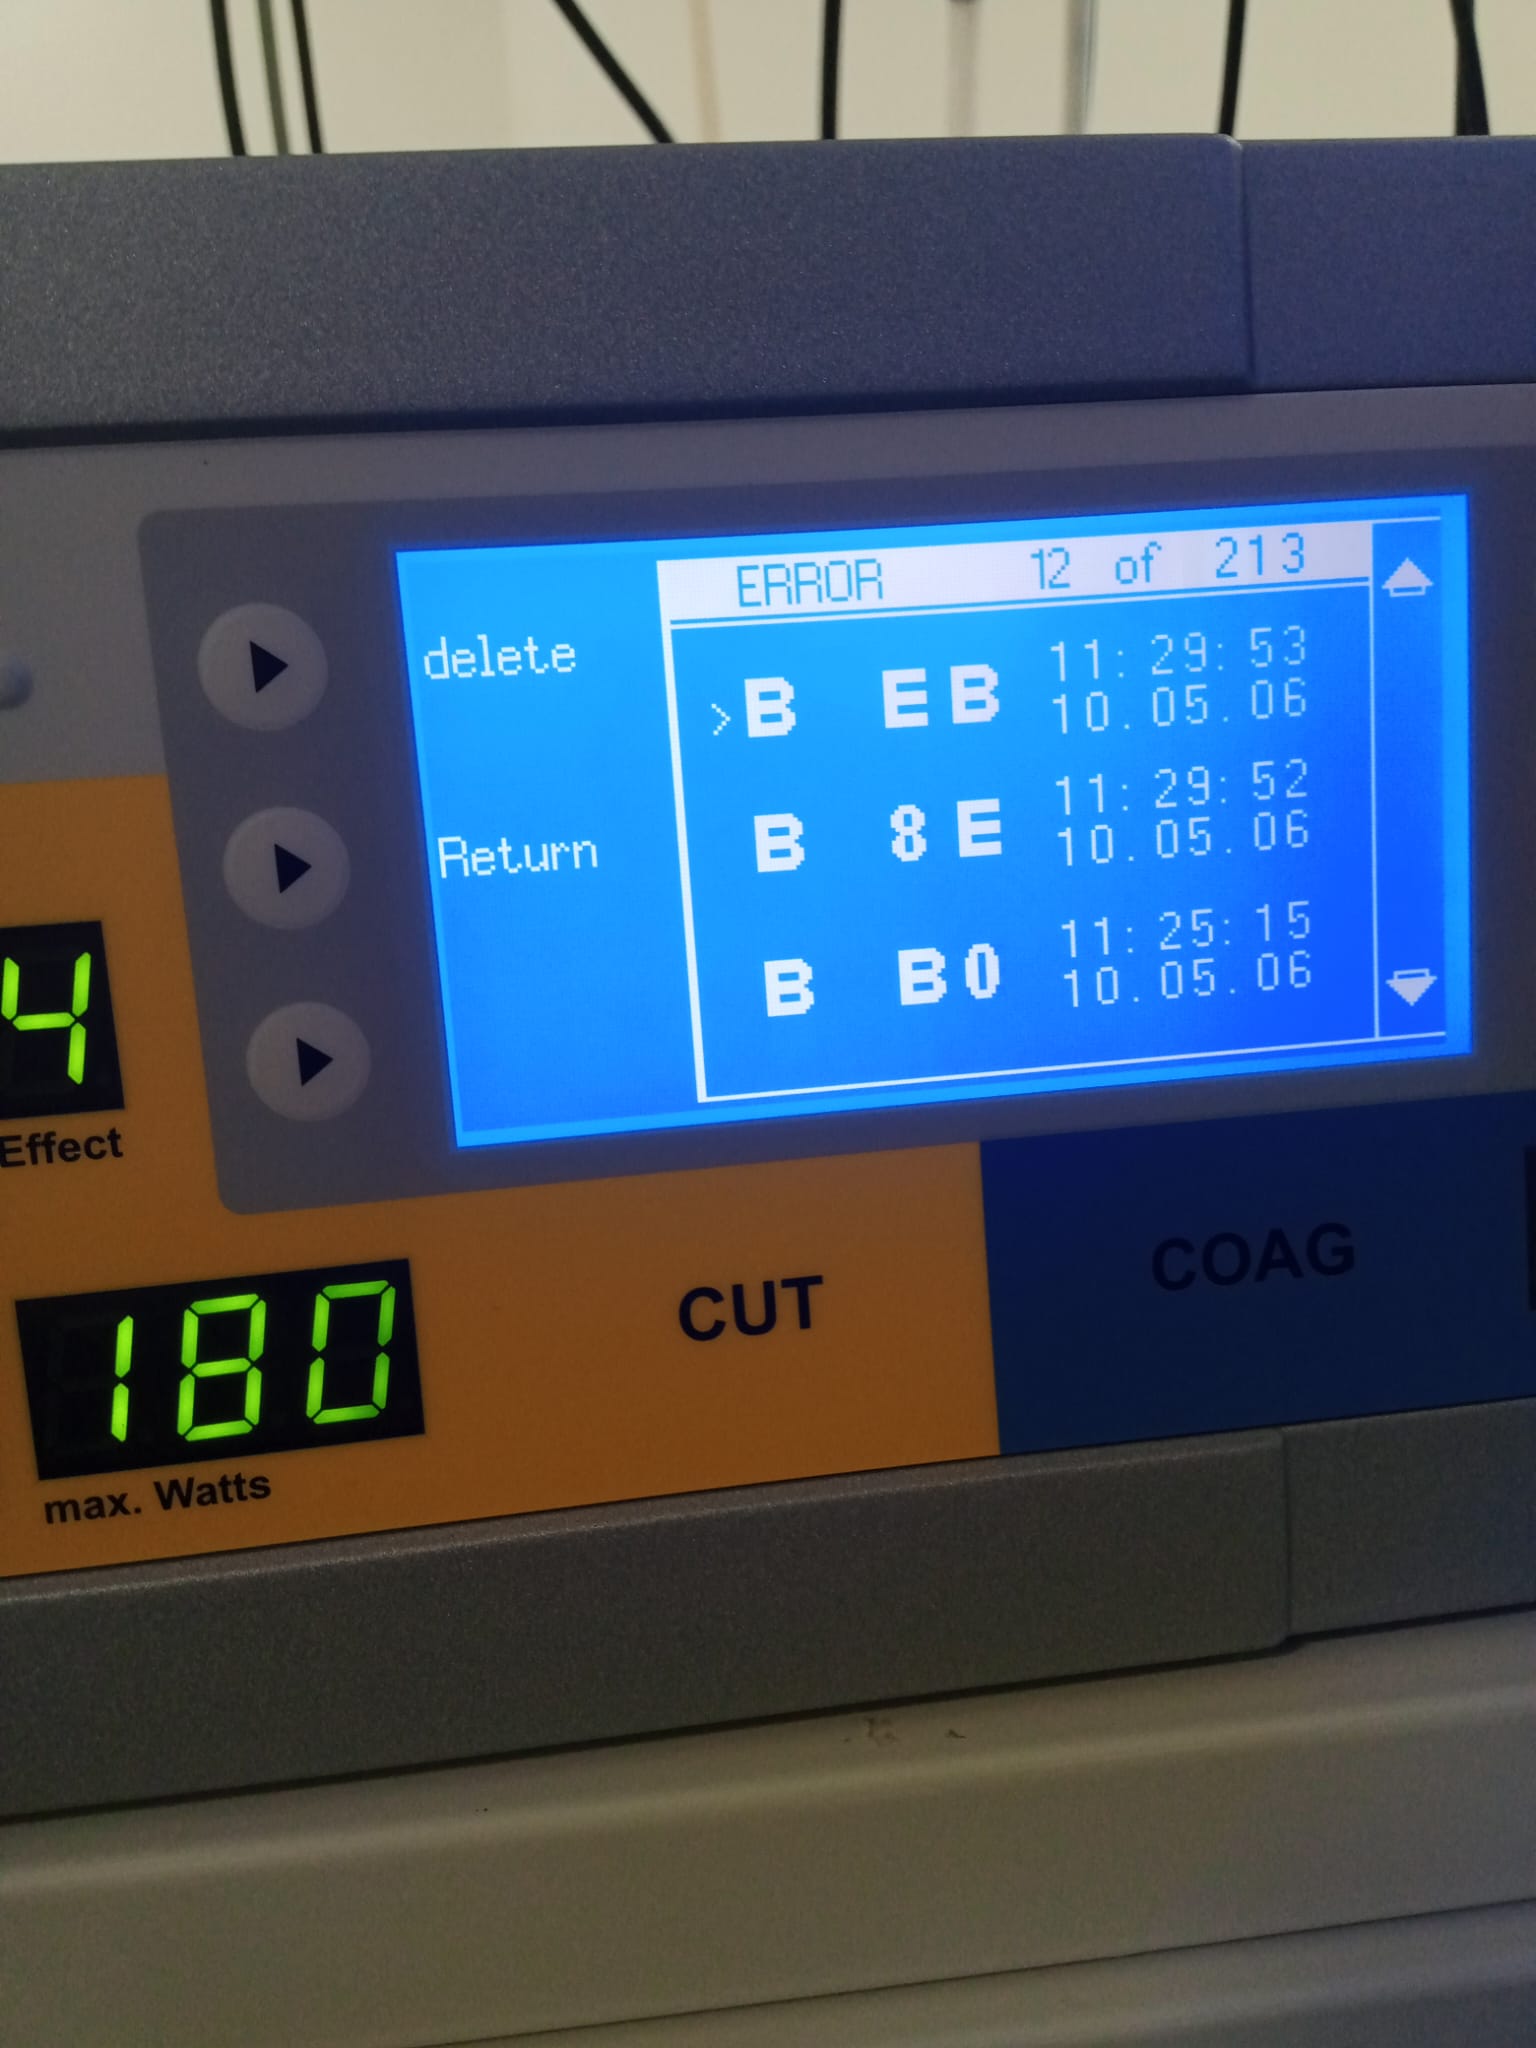 ERROR 12 of 213
delete
>B EB 11:29:53
10.05.06
B 8E 11:29:52
10.05.06
Return
B B0 11:25:15
10.05.06
4
Effect
180
max. Watts
CUT
COAG